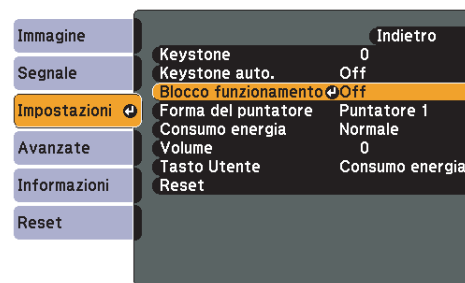 Immagine
Segnale
Impostazioni
Avanzate
Informazioni
Reset
Indietro
Keystone 0
Keystone auto. Off
Blocco funzionamento Off
Forma del puntatore Puntatore 1
Consumo energia Normale
Volume 0
Tasto Utente Consumo energia
Reset